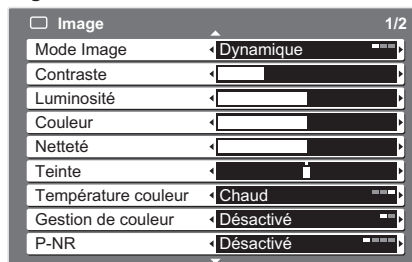 Image 1/2
Mode Image Dynamique
Contraste
Luminosité
Couleur
Netteté
Teinte
Température couleur Chaud
Gestion de couleur Désactivé
P-NR Désactivé